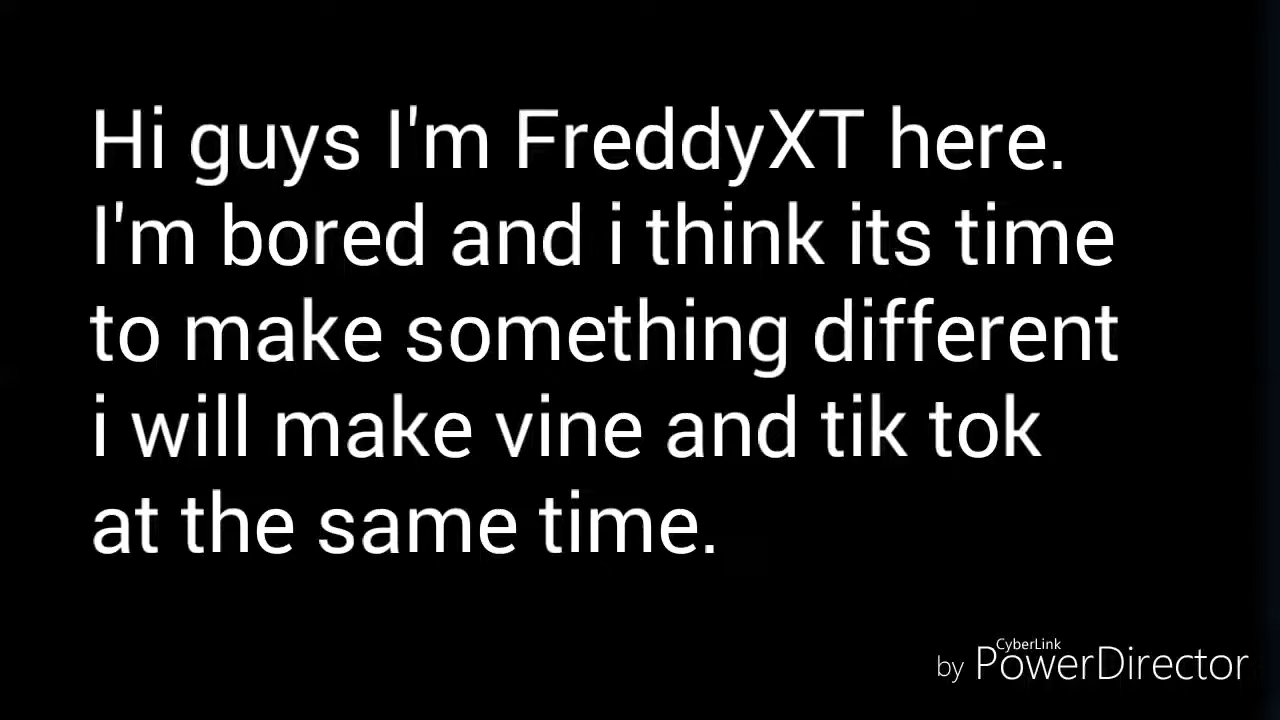 Hi guys I'm FreddyXT here.
I'm bored and i think its time
to make something different
i will make vine and tik tok
at the same time.
CyberLink
by PowerDirector